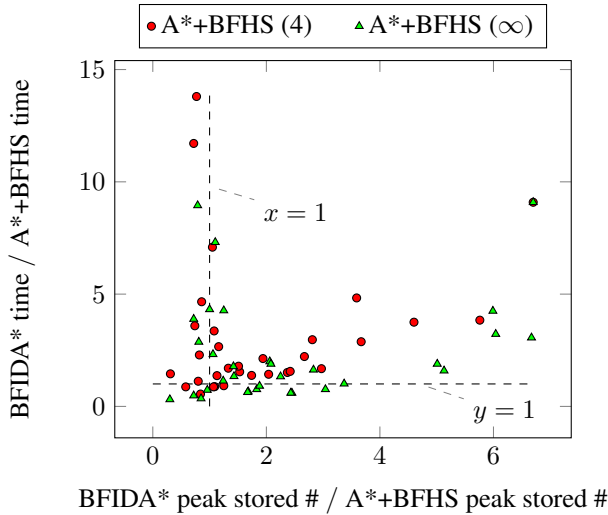 A*+BFHS (4) A*+BFHS (∞)
15
10
5
0
0 2 4 6
x = 1
y = 1
BFIDA* time / A*+BFHS time
BFIDA* peak stored # / A*+BFHS peak stored #